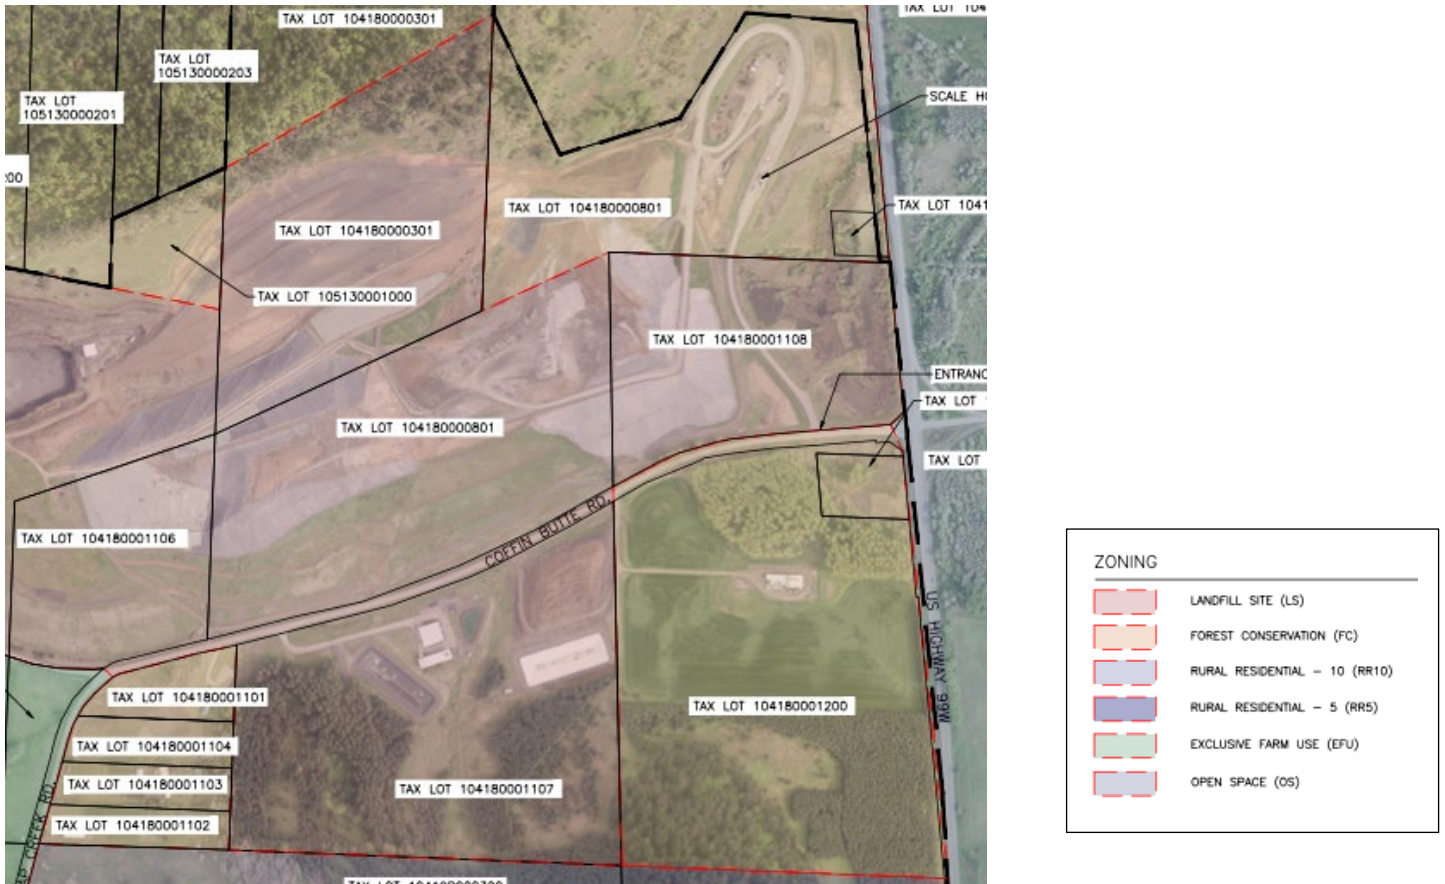 TAX LOT 104180000301
TAX LOT
105130000203
TAX LOT
105130000201
SCALE
TAX LOT 104180000801
TAX LOT
TAX LOT 104180000301
TAX LOT 105130001000
TAX LOT 104180001108
TAX LOT
TAX LOT 104180000801
TAX LOT
COFFIN BUTTE RD.
TAX LOT 104180001106
US HIGHWAY 99W
TAX LOT 104180001101
TAX LOT 104180001200
TAX LOT 104180001104
TAX LOT 104180001103
TAX LOT 104180001107
TAX LOT 104180001102
CREEK RD.
ZONING
LANDFILL SITE (LS)
FOREST CONSERVATION (FC)
RURAL RESIDENTIAL – 10 (RR10)
RURAL RESIDENTIAL – 5 (RR5)
EXCLUSIVE FARM USE (EFU)
OPEN SPACE (OS)